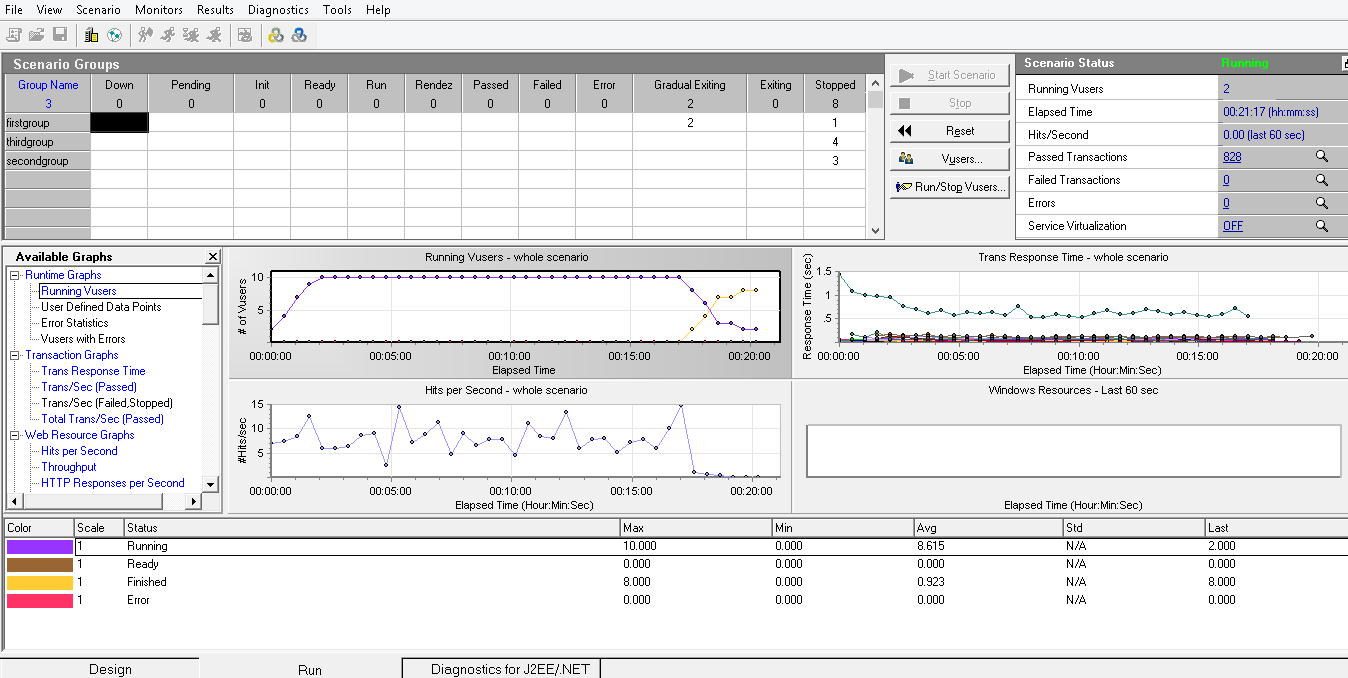 File View Scenario Monitors Results Diagnostics Tools Help
Scenario Groups
Group Name Down Pending Init Ready Run Rendez Passed Failed Error Gradual Exiting Exiting Stopped
3 0 0 0 0 0 0 0 0 0 2 0 8
firstgroup 2 1
thirdgroup 4
secondgroup 3
Start Scenario
Stop
Reset
Vusers...
Run/Stop Vusers...
Scenario Status Running
Running Vusers 2
Elapsed Time 00:21:17 (hh:mm:ss)
Hits/Second 0.00 (last 60 sec)
Passed Transactions 828
Failed Transactions 0
Errors 0
Service Virtualization OFF
Available Graphs
Runtime Graphs
Running Vusers
User Defined Data Points
Error Statistics
Vusers with Errors
Transaction Graphs
Trans Response Time
Trans/Sec (Passed)
Trans/Sec (Failed,Stopped)
Total Trans/Sec (Passed)
Web Resource Graphs
Hits per Second
Throughput
HTTP Responses per Second
Running Vusers - whole scenario
# of Vusers
10
5
00:00:00 00:05:00 00:10:00 00:15:00 00:20:00
Elapsed Time
Trans Response Time - whole scenario
Response Time (sec)
1.5
1
.5
00:00:00 00:05:00 00:10:00 00:15:00 00:20:00
Elapsed Time (Hour:Min:Sec)
Hits per Second - whole scenario
#Hits/sec
15
10
5
00:00:00 00:05:00 00:10:00 00:15:00 00:20:00
Elapsed Time (Hour:Min:Sec)
Windows Resources - Last 60 sec
Elapsed Time (Hour:Min:Sec)
Color Scale Status Max Min Avg Std Last
1 Running 10.000 0.000 8.615 N/A 2.000
1 Ready 0.000 0.000 0.000 N/A 0.000
1 Finished 8.000 0.000 0.923 N/A 8.000
1 Error 0.000 0.000 0.000 N/A 0.000
Design Run Diagnostics for J2EE/.NET